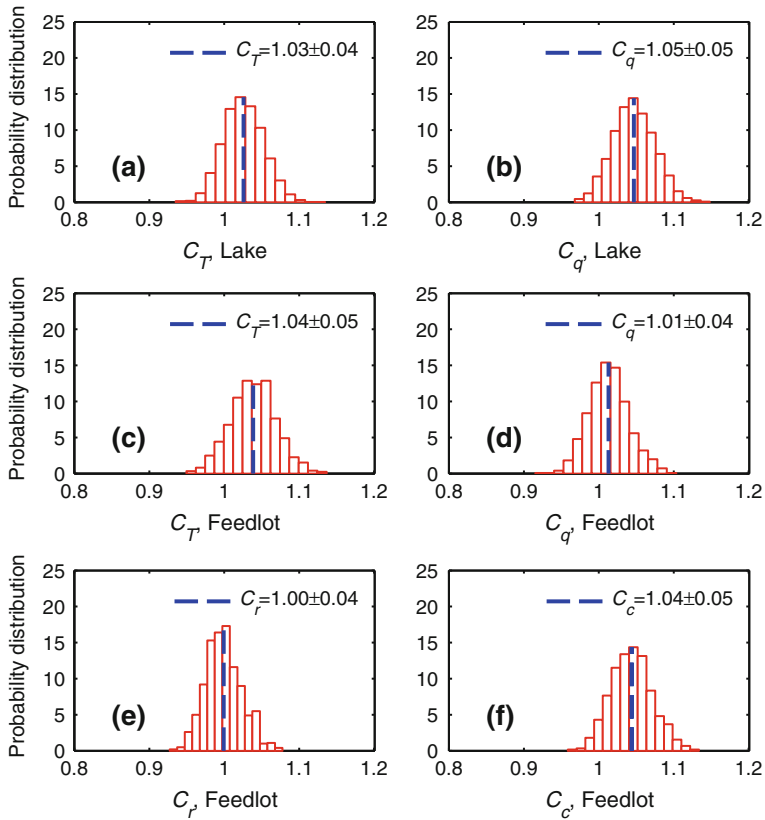 Probability distribution
25
20
15
10
5
0
C_T=1.03±0.04
(a)
0.8 0.9 1 1.1 1.2
C_T, Lake
25
20
15
10
5
0
C_q=1.05±0.05
(b)
0.8 0.9 1 1.1 1.2
C_q, Lake
Probability distribution
25
20
15
10
5
0
C_T=1.04±0.05
(c)
0.8 0.9 1 1.1 1.2
C_T, Feedlot
25
20
15
10
5
0
C_q=1.01±0.04
(d)
0.8 0.9 1 1.1 1.2
C_q, Feedlot
Probability distribution
25
20
15
10
5
0
C_r=1.00±0.04
(e)
0.8 0.9 1 1.1 1.2
C_r, Feedlot
25
20
15
10
5
0
C_c=1.04±0.05
(f)
0.8 0.9 1 1.1 1.2
C_c, Feedlot